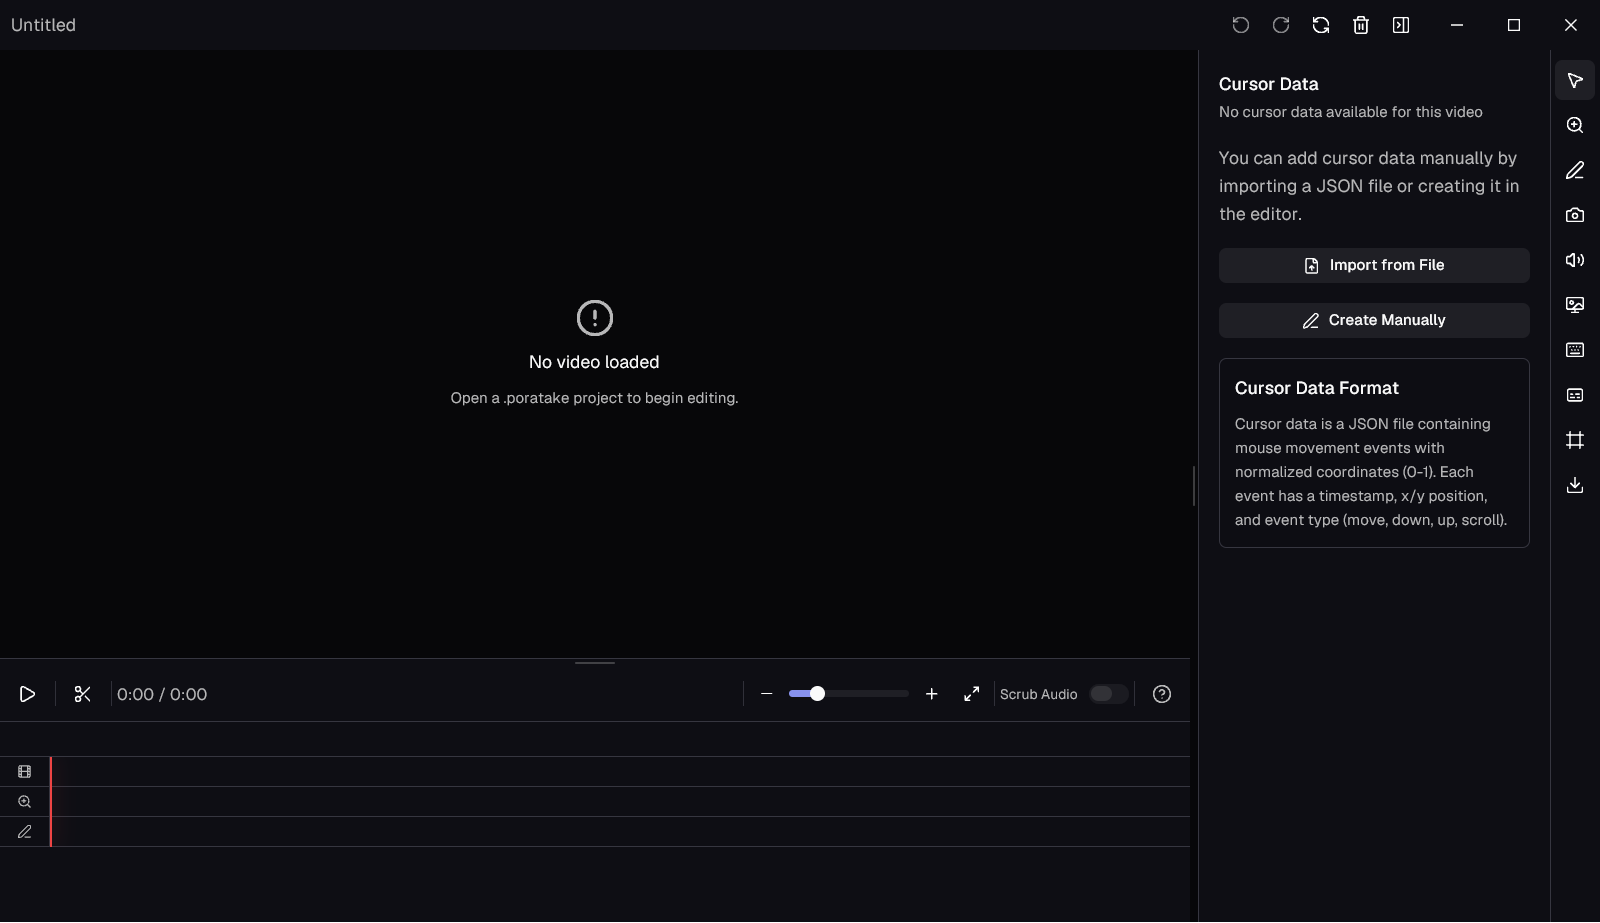 Untitled
Cursor Data
No cursor data available for this video
You can add cursor data manually by
importing a JSON file or creating it in
the editor.
Import from File
Create Manually
Cursor Data Format
Cursor data is a JSON file containing
mouse movement events with
normalized coordinates (0-1). Each
event has a timestamp, x/y position,
and event type (move, down, up, scroll).
No video loaded
Open a .poratake project to begin editing.
0:00 / 0:00
Scrub Audio